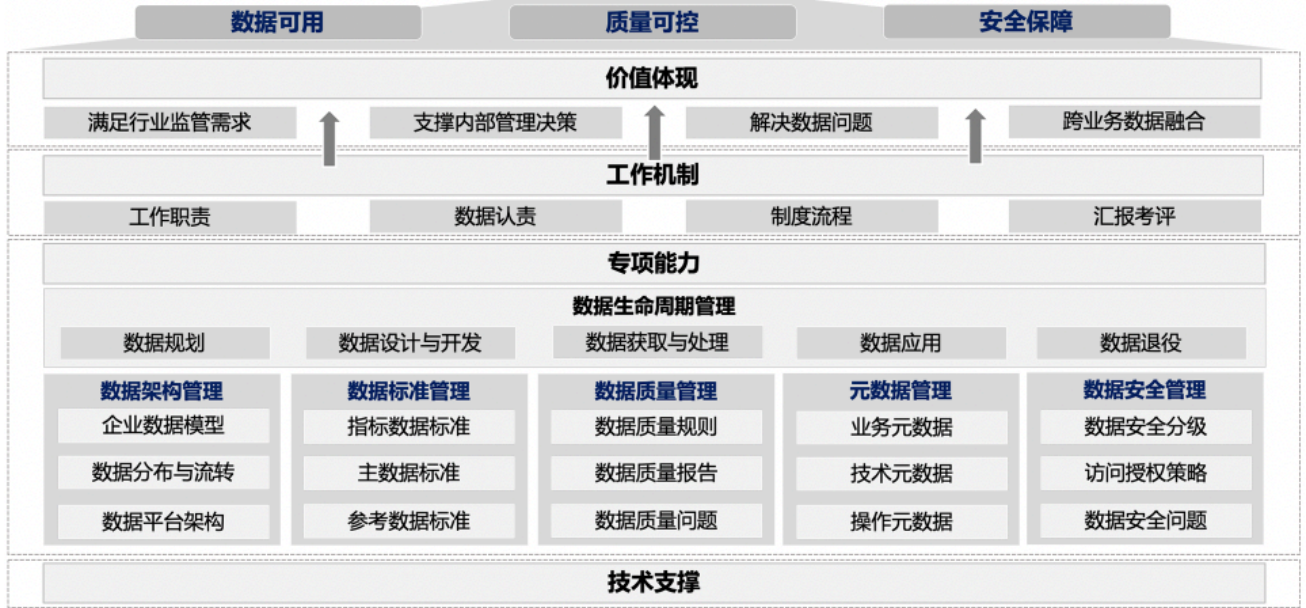 数据可用 质量可控 安全保障
价值体现
满足行业监管需求 支撑内部管理决策 解决数据问题 跨业务数据融合
工作机制
工作职责 数据认责 制度流程 汇报考评
专项能力
数据生命周期管理
数据规划 数据设计与开发 数据获取与处理 数据应用 数据退役
数据架构管理 数据标准管理 数据质量管理 元数据管理 数据安全管理
企业数据模型 指标数据标准 数据质量规则 业务元数据 数据安全分级
数据分布与流转 主数据标准 数据质量报告 技术元数据 访问授权策略
数据平台架构 参考数据标准 数据质量问题 操作元数据 数据安全问题
技术支撑